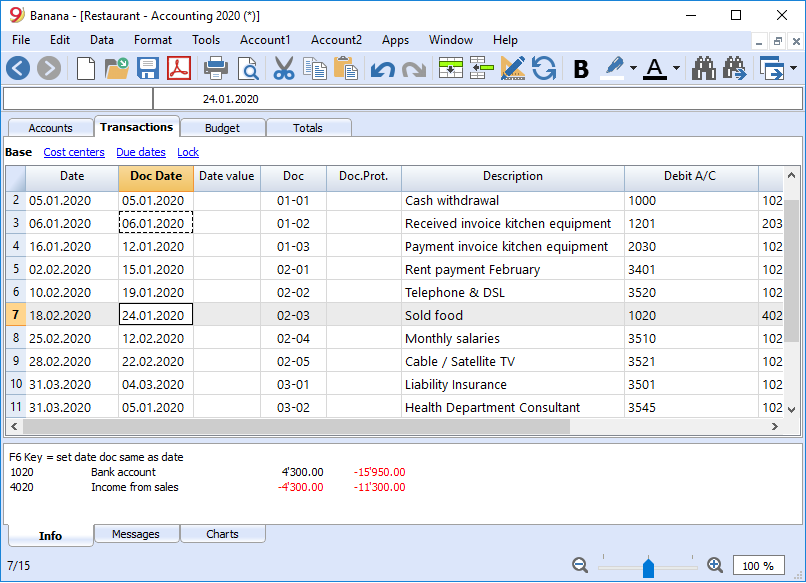 Banana - [Restaurant - Accounting 2020 (*)]
File Edit Data Format Tools Account1 Account2 Apps Window Help
B A
24.01.2020
Accounts Transactions Budget Totals
Base Cost centers Due dates Lock
Date Doc Date Date value Doc Doc.Prot. Description Debit A/C
2 05.01.2020 05.01.2020 01-01 Cash withdrawal 1000 102
3 06.01.2020 06.01.2020 01-02 Received invoice kitchen equipment 1201 203
4 16.01.2020 12.01.2020 01-03 Payment invoice kitchen equipment 2030 102
5 02.02.2020 15.01.2020 02-01 Rent payment February 3401 102
6 10.02.2020 19.01.2020 02-02 Telephone & DSL 3520 102
7 18.02.2020 24.01.2020 02-03 Sold food 1020 402
8 25.02.2020 12.02.2020 02-04 Monthly salaries 3510 102
9 28.02.2020 22.02.2020 02-05 Cable / Satellite TV 3521 102
10 31.03.2020 04.03.2020 03-01 Liability Insurance 3501 102
11 31.03.2020 05.01.2020 03-02 Health Department Consultant 3545 102
F6 Key = set date doc same as date
1020 Bank account 4'300.00 -15'950.00
4020 Income from sales -4'300.00 -11'300.00
Info Messages Charts
7/15 100 %